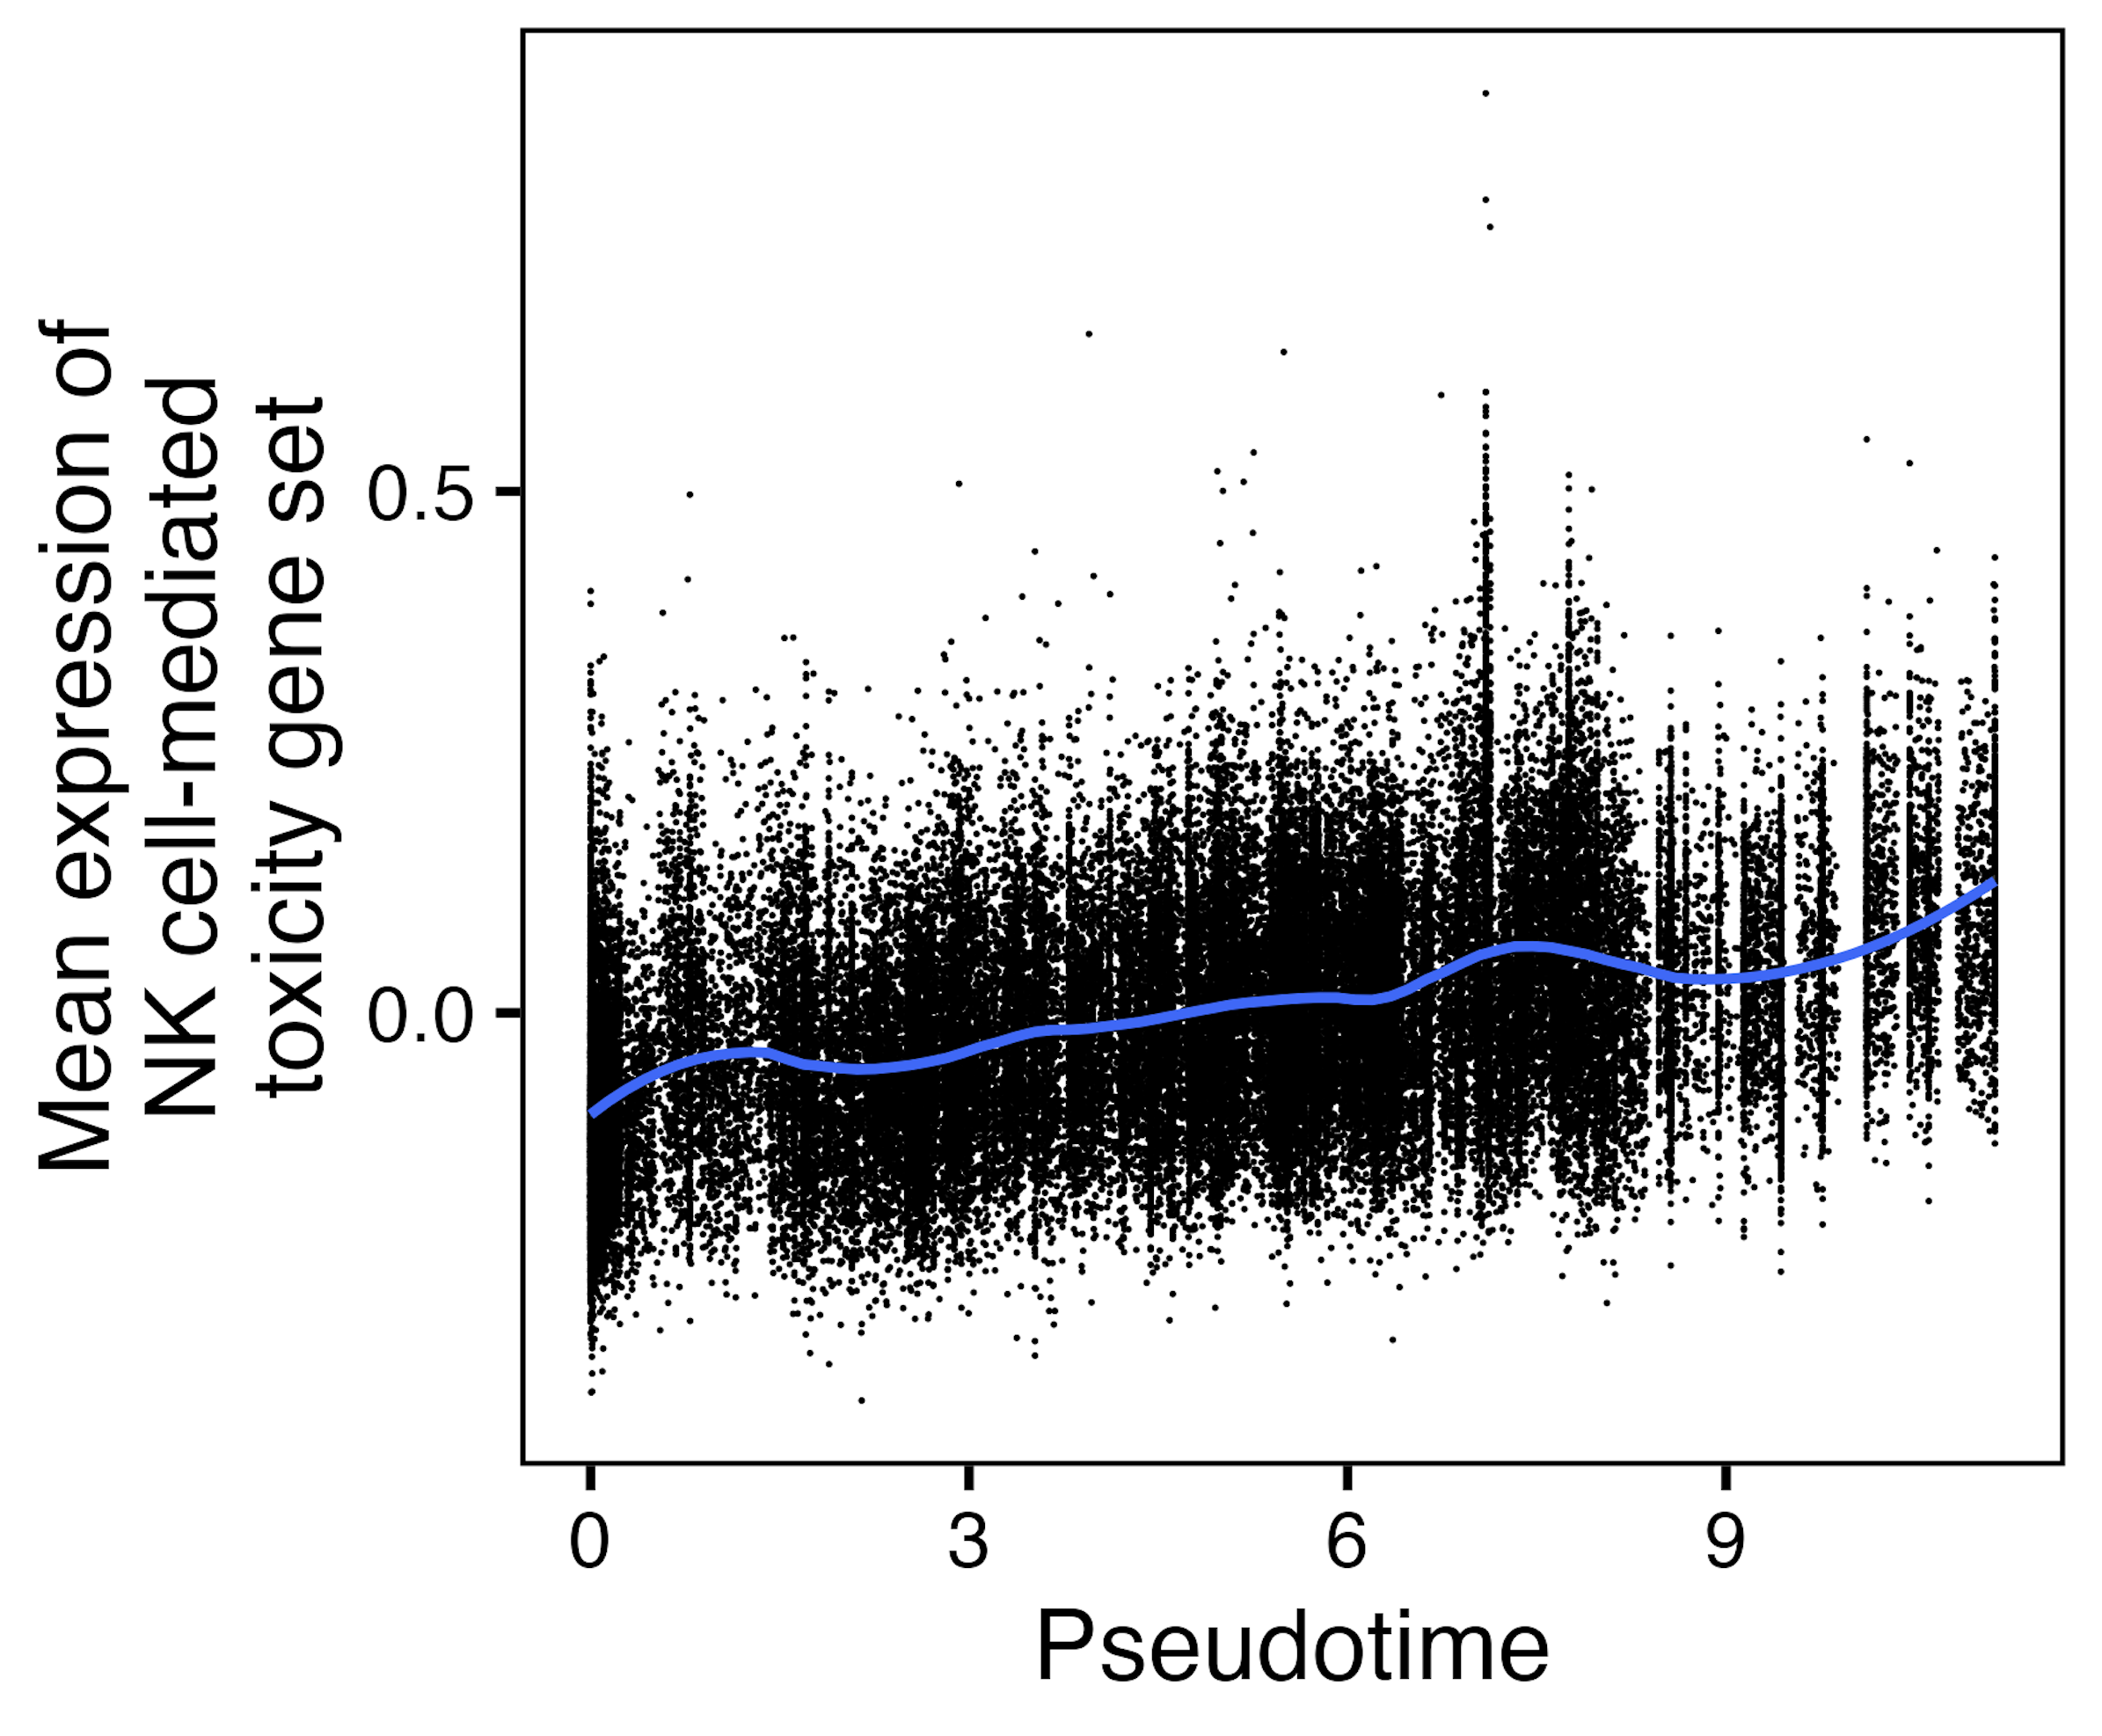 Mean expression of
NK cell-mediated
toxicity gene set
0.5
0.0
0
3
6
9
Pseudotime